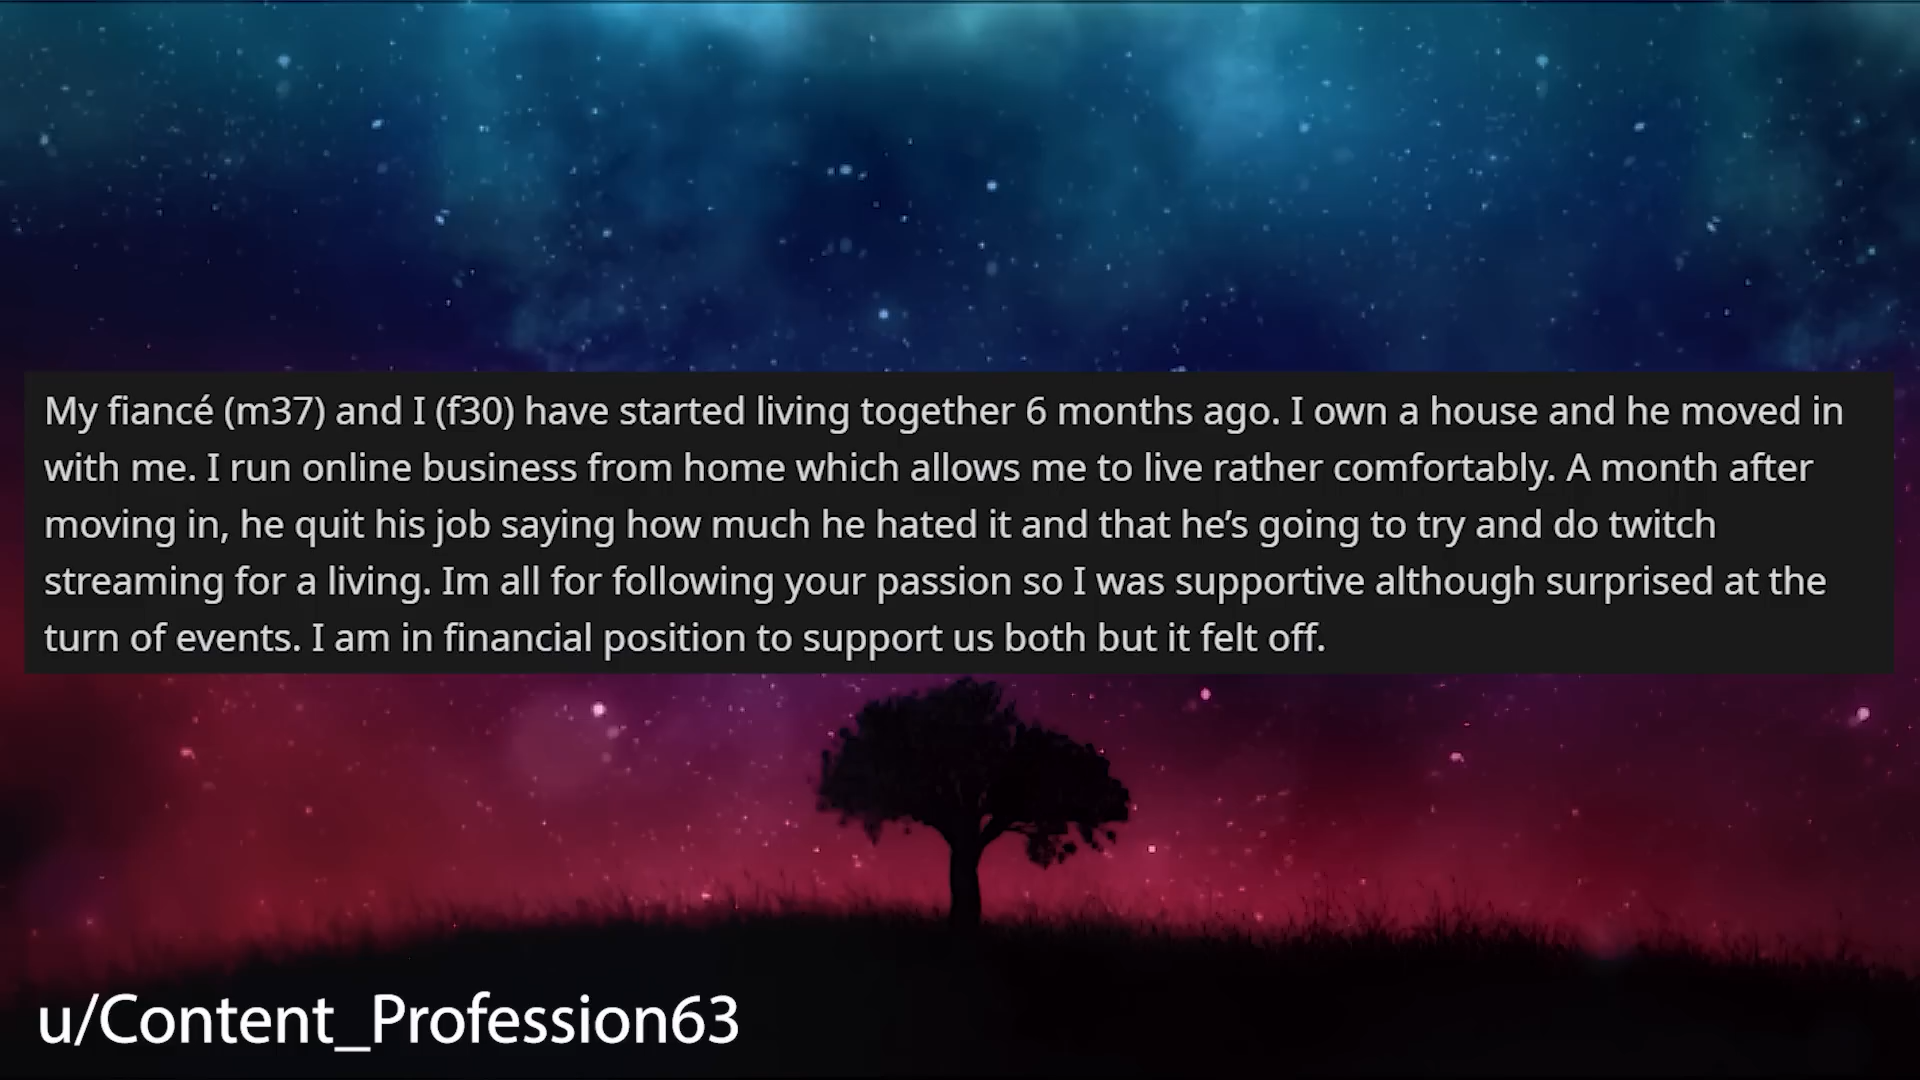 My fiancé (m37) and I (f30) have started living together 6 months ago. I own a house and he moved in
with me. I run online business from home which allows me to live rather comfortably. A month after
moving in, he quit his job saying how much he hated it and that he’s going to try and do twitch
streaming for a living. Im all for following your passion so I was supportive although surprised at the
turn of events. I am in financial position to support us both but it felt off.
u/Content_Profession63